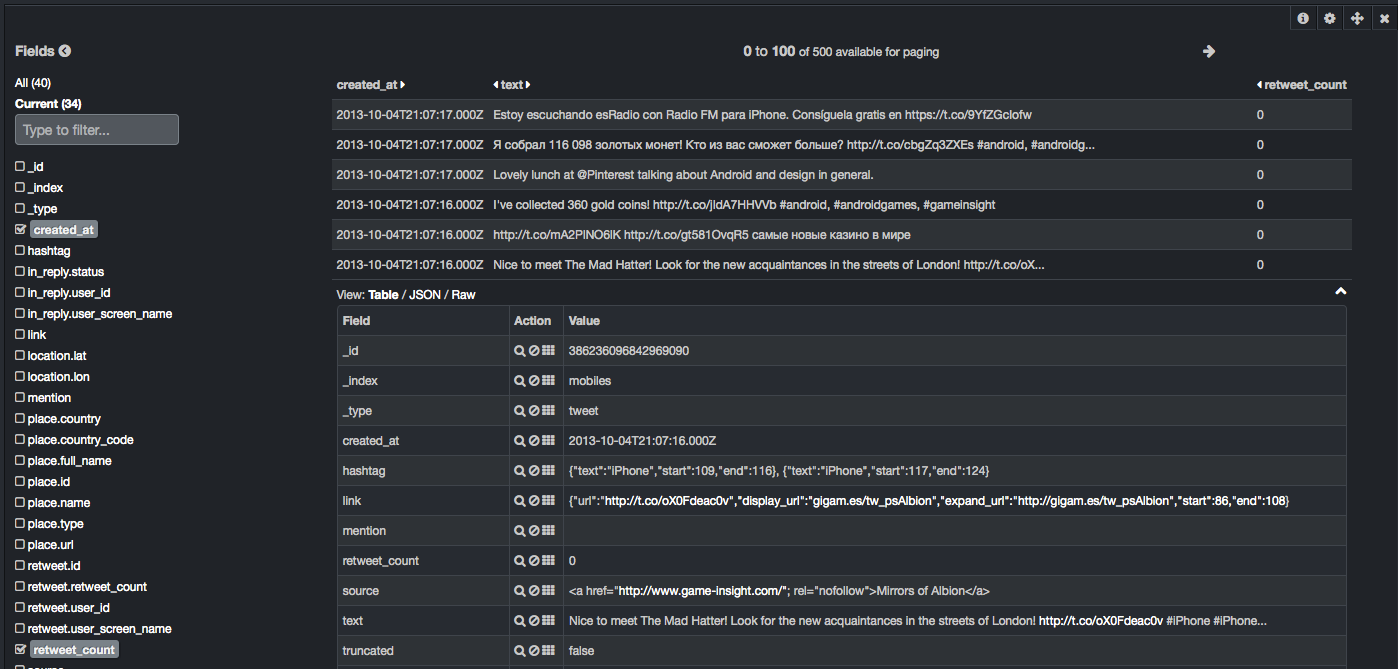 Fields
0 to 100 of 500 available for paging
All (40)
Current (34)
Type to filter...
_id
_index
_type
created_at
hashtag
in_reply.status
in_reply.user_id
in_reply.user_screen_name
link
location.lat
location.lon
mention
place.country
place.country_code
place.full_name
place.id
place.name
place.type
place.url
retweet.id
retweet.retweet_count
retweet.user_id
retweet.user_screen_name
retweet_count
source
created_at text retweet_count
2013-10-04T21:07:17.000Z Estoy escuchando esRadio con Radio FM para iPhone. Consíguela gratis en https://t.co/9YfZGclofw 0
2013-10-04T21:07:17.000Z Я собрал 116 098 золотых монет! Кто из вас сможет больше? http://t.co/cbgZq3ZXEs #android, #androidg... 0
2013-10-04T21:07:17.000Z Lovely lunch at @Pinterest talking about Android and design in general. 0
2013-10-04T21:07:16.000Z I've collected 360 gold coins! http://t.co/jIdA7HHVVb #android, #androidgames, #gameinsight 0
2013-10-04T21:07:16.000Z http://t.co/mA2PlNO6lK http://t.co/gt581OvqR5 самые новые казино в мире 0
2013-10-04T21:07:16.000Z Nice to meet The Mad Hatter! Look for the new acquaintances in the streets of London! http://t.co/oX... 0
View: Table / JSON / Raw
Field Action Value
_id 386236096842969090
_index mobiles
_type tweet
created_at 2013-10-04T21:07:16.000Z
hashtag {"text":"iPhone","start":109,"end":116}, {"text":"iPhone","start":117,"end":124}
link {"url":"http://t.co/oX0Fdeac0v","display_url":"gigam.es/tw_psAlbion","expand_url":"http://gigam.es/tw_psAlbion","start":86,"end":108}
mention
retweet_count 0
source <a href="http://www.game-insight.com/"; rel="nofollow">Mirrors of Albion</a>
text Nice to meet The Mad Hatter! Look for the new acquaintances in the streets of London! http://t.co/oX0Fdeac0v #iPhone #iPhone...
truncated false